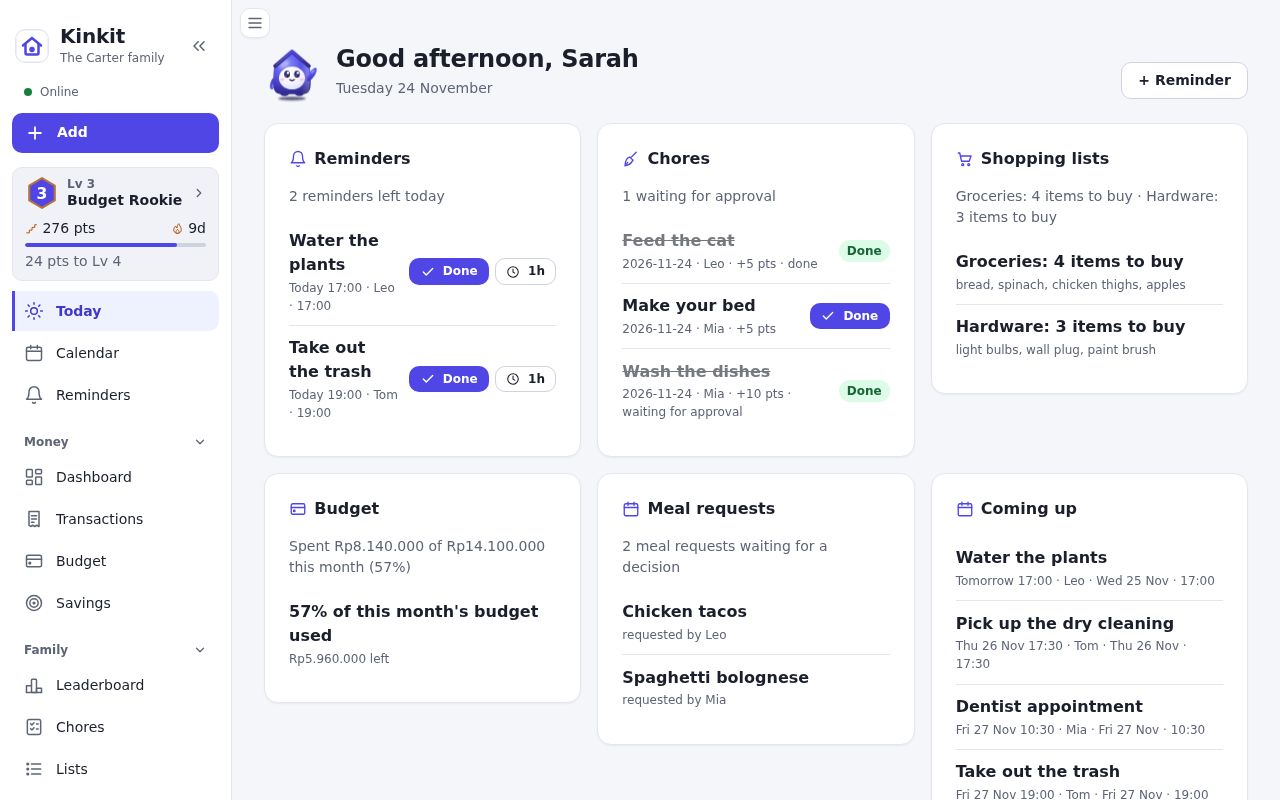 Kinkit
The Carter family
Online
Add
3
Lv 3
Budget Rookie
276 pts
9d
24 pts to Lv 4
Today
Calendar
Reminders
Money
Dashboard
Transactions
Budget
Savings
Family
Leaderboard
Chores
Lists
Good afternoon, Sarah
Tuesday 24 November
+ Reminder
Reminders
2 reminders left today
Water the
plants
Today 17:00 · Leo
· 17:00
Done
1h
Take out
the trash
Today 19:00 · Tom
· 19:00
Done
1h
Chores
1 waiting for approval
Feed the cat
2026-11-24 · Leo · +5 pts · done
Done
Make your bed
2026-11-24 · Mia · +5 pts
Done
Wash the dishes
2026-11-24 · Mia · +10 pts ·
waiting for approval
Done
Shopping lists
Groceries: 4 items to buy · Hardware:
3 items to buy
Groceries: 4 items to buy
bread, spinach, chicken thighs, apples
Hardware: 3 items to buy
light bulbs, wall plug, paint brush
Budget
Spent Rp8.140.000 of Rp14.100.000
this month (57%)
57% of this month's budget
used
Rp5.960.000 left
Meal requests
2 meal requests waiting for a
decision
Chicken tacos
requested by Leo
Spaghetti bolognese
requested by Mia
Coming up
Water the plants
Tomorrow 17:00 · Leo · Wed 25 Nov · 17:00
Pick up the dry cleaning
Thu 26 Nov 17:30 · Tom · Thu 26 Nov ·
17:30
Dentist appointment
Fri 27 Nov 10:30 · Mia · Fri 27 Nov · 10:30
Take out the trash
Fri 27 Nov 19:00 · Tom · Fri 27 Nov · 19:00